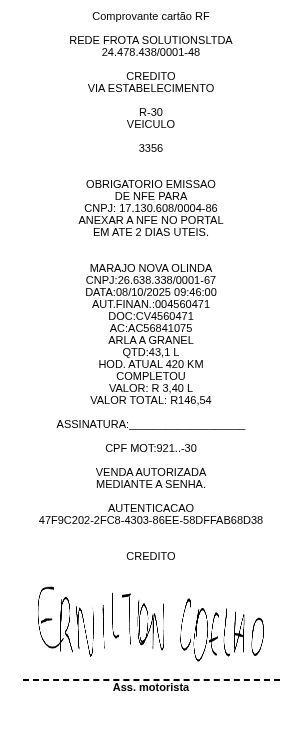 Comprovante cartão RF
REDE FROTA SOLUTIONSLTDA
24.478.438/0001-48
CREDITO
VIA ESTABELECIMENTO
R-30
VEICULO
3356
OBRIGATORIO EMISSAO
DE NFE PARA
CNPJ: 17.130.608/0004-86
ANEXAR A NFE NO PORTAL
EM ATE 2 DIAS UTEIS.
MARAJO NOVA OLINDA
CNPJ:26.638.338/0001-67
DATA:08/10/2025 09:46:00
AUT.FINAN.:004560471
DOC:CV4560471
AC:AC56841075
ARLA A GRANEL
QTD:43,1 L
HOD. ATUAL 420 KM
COMPLETOU
VALOR: R 3,40 L
VALOR TOTAL: R146,54
ASSINATURA:___________________
CPF MOT:921..-30
VENDA AUTORIZADA
MEDIANTE A SENHA.
AUTENTICACAO
47F9C202-2FC8-4303-86EE-58DFFAB68D38
CREDITO
ERNILTON COELHO
Ass. motorista